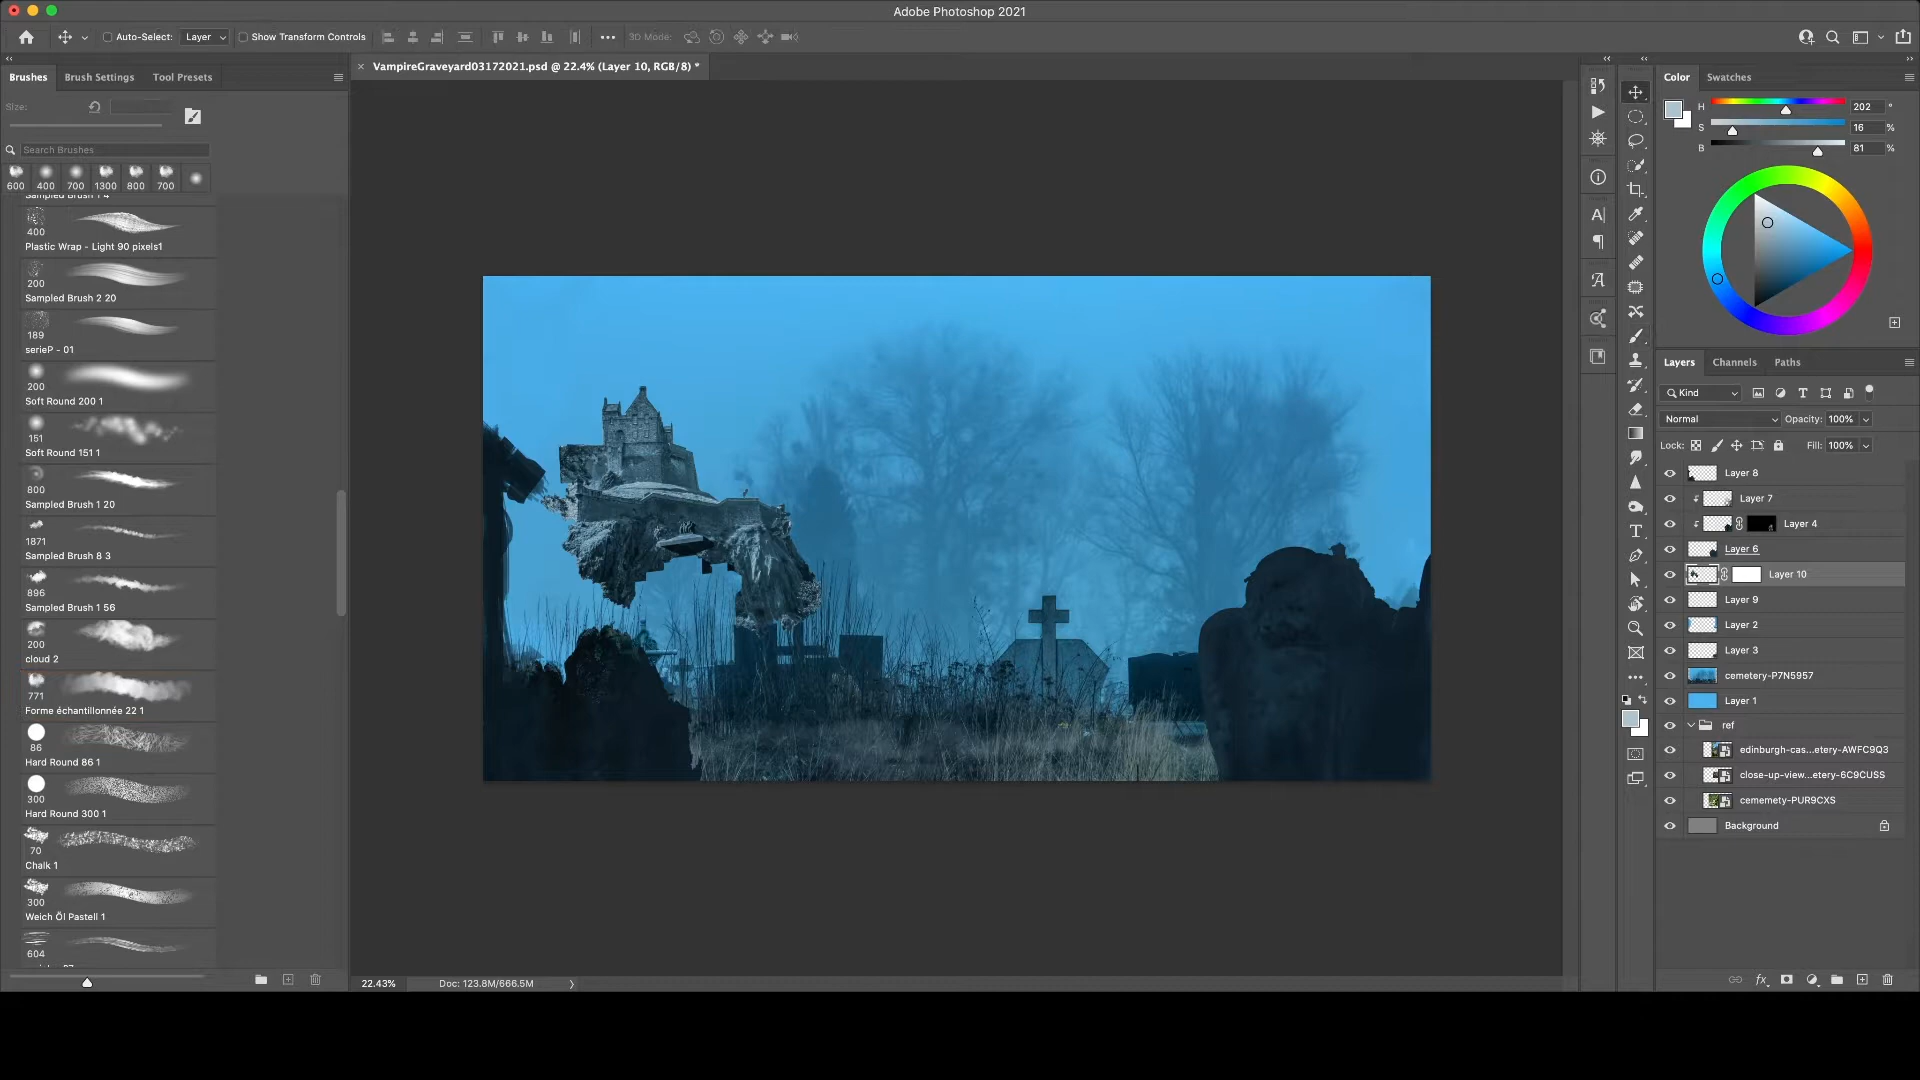 Adobe Photoshop 2021
Auto-Select: Layer Show Transform Controls 3D Mode:
Brushes Brush Settings Tool Presets
VampireGraveyard03172021.psd @ 22.4% (Layer 10, RGB/8) *
Size:
Search Brushes
600 400 700 1300 800 700
Sampled Brush 1 4
400
Plastic Wrap - Light 90 pixels1
200
Sampled Brush 2 20
189
serieP - 01
200
Soft Round 200 1
151
Soft Round 151 1
800
Sampled Brush 1 20
1871
Sampled Brush 8 3
896
Sampled Brush 1 56
200
cloud 2
771
Forme échantillonnée 22 1
86
Hard Round 86 1
300
Hard Round 300 1
70
Chalk 1
300
Weich Öl Pastell 1
604
22.43% Doc: 123.8M/666.5M
Color Swatches
H 202 °
S 16 %
B 81 %
Layers Channels Paths
Kind
Normal Opacity: 100%
Lock: Fill: 100%
Layer 8
Layer 7
Layer 4
Layer 6
Layer 10
Layer 9
Layer 2
Layer 3
cemetery-P7N5957
Layer 1
ref
edinburgh-cas...etery-AWFC9Q3
close-up-view...etery-6C9CUSS
cememety-PUR9CXS
Background
fx